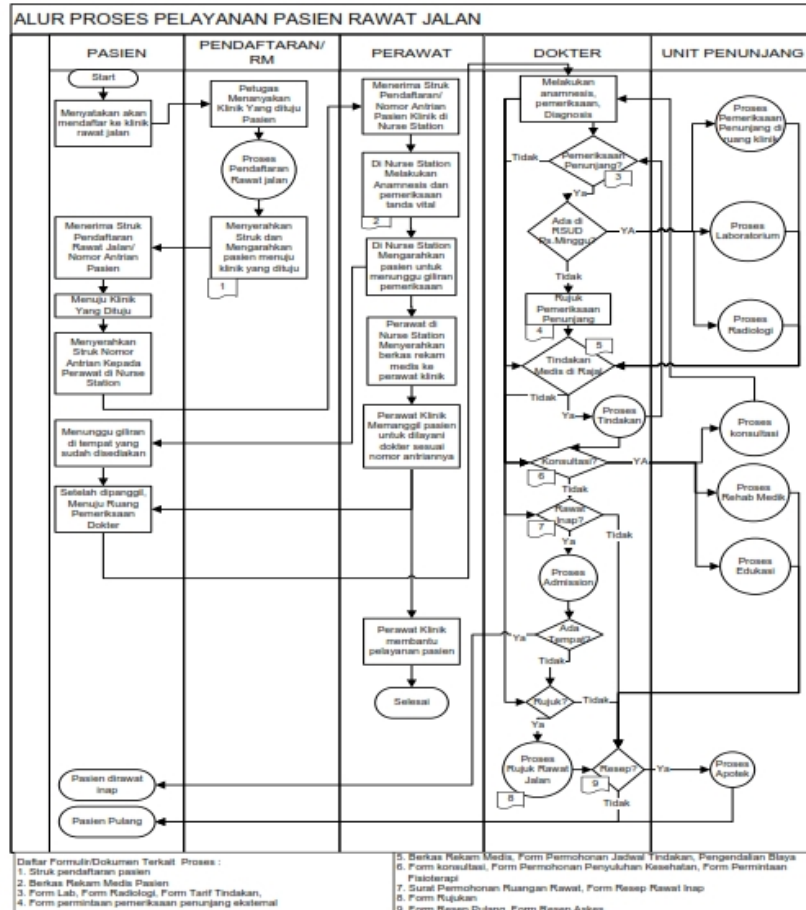 ALUR PROSES PELAYANAN PASIEN RAWAT JALAN
PASIEN
PENDAFTARAN/
RM
PERAWAT
DOKTER
UNIT PENUNJANG
Start
Menyatakan akan
mendaftar ke klinik
rawat jalan
Menerima Struk
Pendaftaran
Rawat Jalan/
Nomor Antrian
Pasien
Menuju Klinik
Yang Dituju
Menyerahkan
Struk Nomor
Antrian Kepada
Perawat di Nurse
Station
Menunggu giliran
di tempat yang
sudah disediakan
Setelah dipanggil,
Menuju Ruang
Pemeriksaan
Dokter
Pasien dirawat
inap
Pasien Pulang
Petugas
Menanyakan
Klinik Yang dituju
Pasien
Proses
Pendaftaran
Rawat jalan
Menyerahkan
Struk dan
Mengarahkan
pasien menuju
klinik yang dituju
1
Menerima Struk
Pendaftaran/
Nomor Antrian
Pasien Klinik di
Nurse Station
Di Nurse Station
Melakukan
Anamnesis dan
pemeriksaan
tanda vital
2
Di Nurse Station
Mengarahkan
pasien untuk
menunggu giliran
pemeriksaan
Perawat di
Nurse Station
Menyerahkan
berkas rekam
medis ke
perawat klinik
Perawat Klinik
Memanggil pasien
untuk dilayani
dokter sesuai
nomor antriannya
Perawat Klinik
membantu
pelayanan pasien
Selesai
Melakukan
anamnesis,
pemeriksaan,
Diagnosis
Tidak
Pemeriksaan
Penunjang?
3
Ya
Ada di
RSUD
Ps.Minggu?
YA
Tidak
Rujuk
Pemeriksaan
Penunjang
4
5
Tindakan
Medis di Rajal
Tidak
Ya
Proses
Tindakan
Konsultasi?
YA
6
Tidak
Rawat
Inap?
7
Tidak
Ya
Proses
Admission
Ada
Tempat?
Ya
Tidak
Rujuk?
Tidak
Ya
Proses
Rujuk Rawat
Jalan
8
Resep?
9
Ya
Tidak
Proses
Pemeriksaan
Penunjang di
ruang klinik
Proses
Laboratorium
Proses
Radiologi
Proses
konsultasi
Proses
Rehab Medik
Proses
Edukasi
Proses
Apotek
Daftar Formulir/Dokumen Terkait Proses :
1. Struk pendaftaran pasien
2. Berkas Rekam Medis Pasien
3. Form Lab, Form Radiologi, Form Tarif Tindakan,
4. Form permintaan pemeriksaan penunjang eksternal
5. Berkas Rekam Medis, Form Permohonan Jadwal Tindakan, Pengendalian Biaya
6. Form konsultasi, Form Permohonan Penyuluhan Kesehatan, Form Permintaan
Fisioterapi
7. Surat Permohonan Ruangan Rawat, Form Resep Rawat Inap
8. Form Rujukan
9. Form Resep Pulang, Form Resep Askes